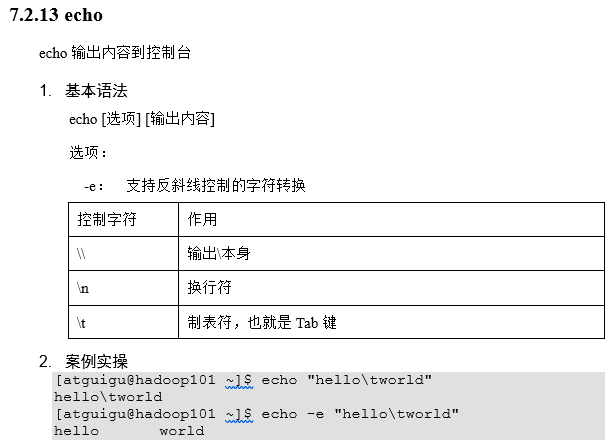 7.2.13 echo
echo 输出内容到控制台
1. 基本语法
echo [选项] [输出内容]
选项：
-e： 支持反斜线控制的字符转换
控制字符 作用
\\ 输出\本身
\n 换行符
\t 制表符，也就是 Tab 键
2. 案例实操
[atguigu@hadoop101 ~]$ echo "hello\tworld"
hello\tworld
[atguigu@hadoop101 ~]$ echo -e "hello\tworld"
hello world